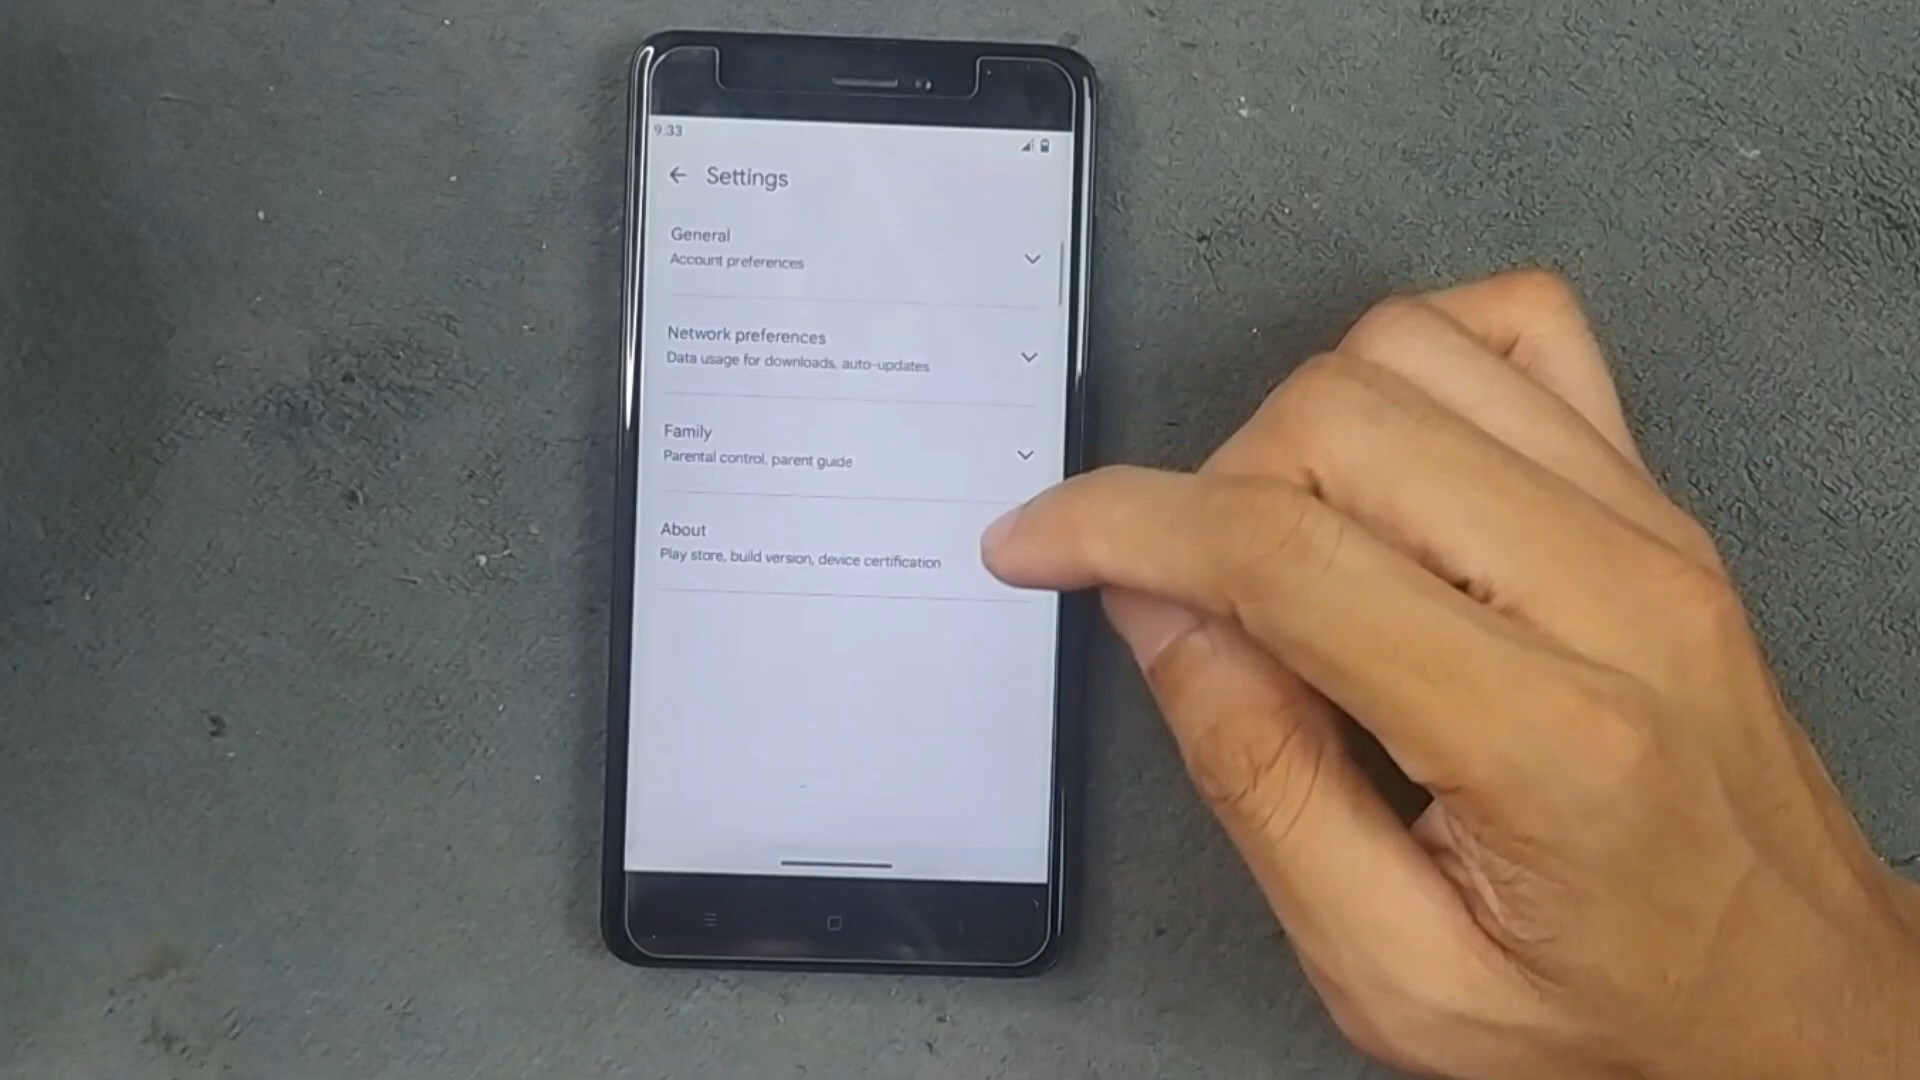 9:33
Settings
General
Account preferences
Network preferences
Data usage for downloads, auto-updates
Family
Parental control, parent guide
About
Play store, build version, device certification